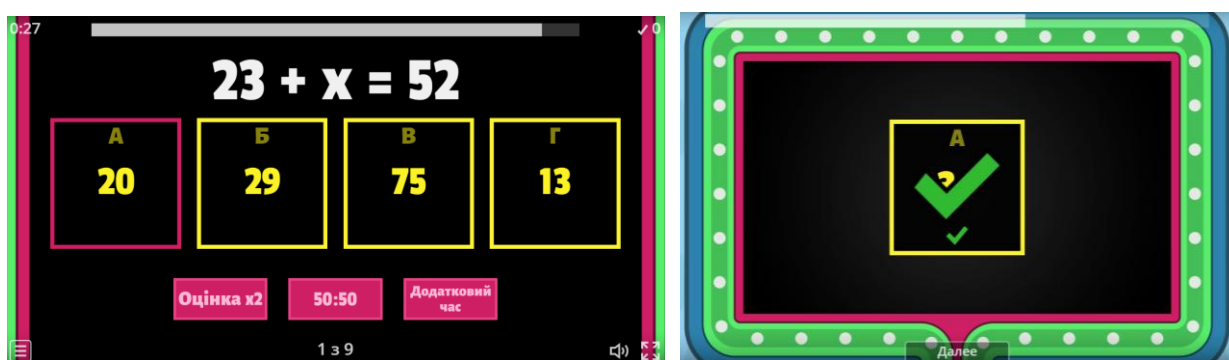 0:27
✓ 0
23 + x = 52
А Б В Г
20 29 75 13
Оцінка x2 50:50 Додатковий
час
1 з 9
А
Далее